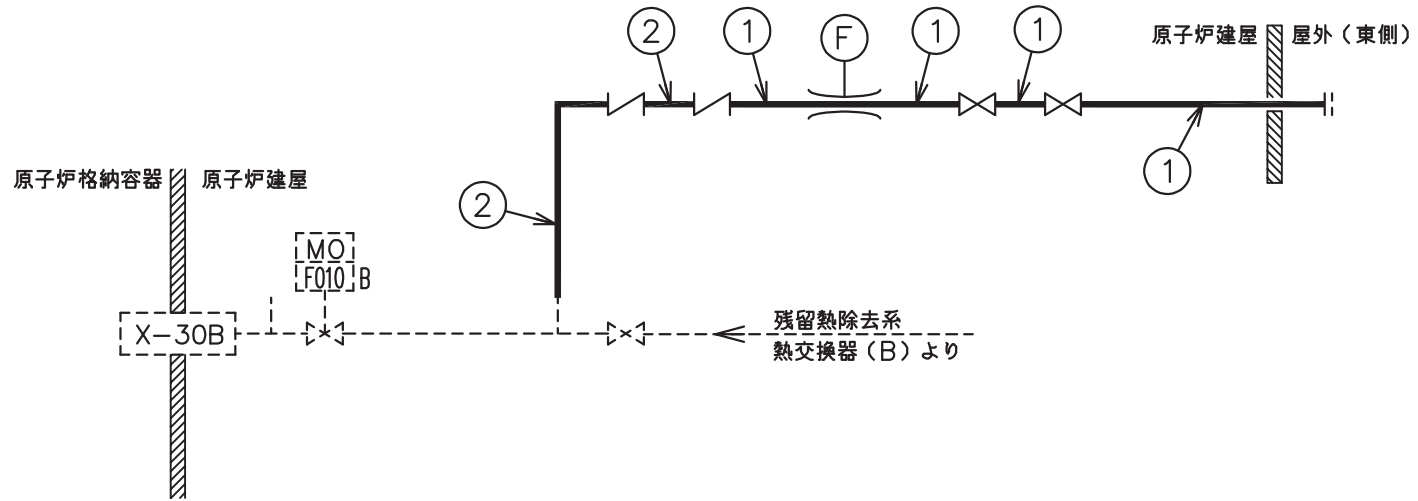 2 1 F 1 1
原子炉建屋 屋外（東側）
1
原子炉格納容器 原子炉建屋
2
MO
F010 B
X-30B
残留熱除去系
熱交換器（B）より